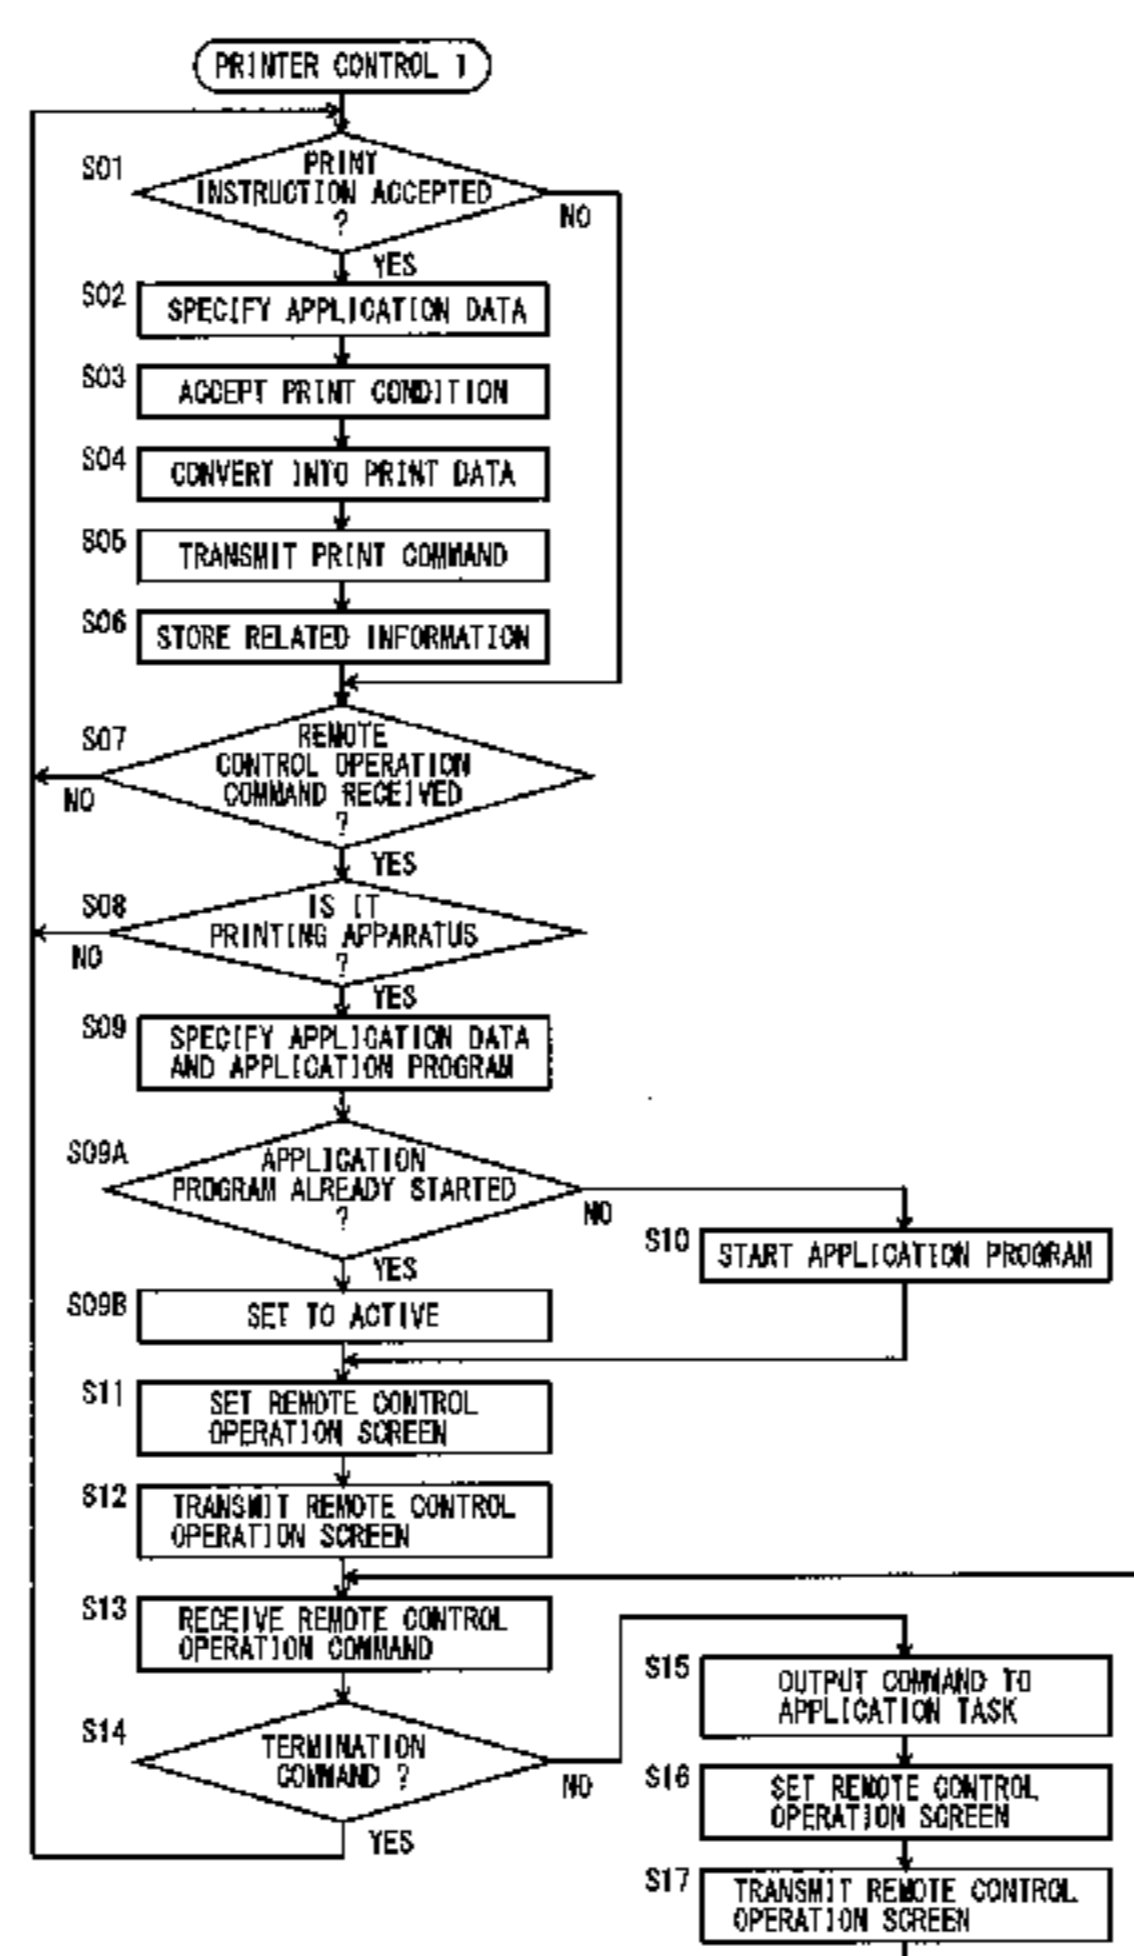 PRINTER CONTROL 1
S01
PRINT
INSTRUCTION ACCEPTED
?
NO
YES
S02
SPECIFY APPLICATION DATA
S03
ACCEPT PRINT CONDITION
S04
CONVERT INTO PRINT DATA
S05
TRANSMIT PRINT COMMAND
S06
STORE RELATED INFORMATION
S07
REMOTE
CONTROL OPERATION
COMMAND RECEIVED
?
NO
YES
S08
IS IT
PRINTING APPARATUS
?
NO
YES
S09
SPECIFY APPLICATION DATA
AND APPLICATION PROGRAM
S09A
APPLICATION
PROGRAM ALREADY STARTED
?
NO
YES
S10
START APPLICATION PROGRAM
S09B
SET TO ACTIVE
S11
SET REMOTE CONTROL
OPERATION SCREEN
S12
TRANSMIT REMOTE CONTROL
OPERATION SCREEN
S13
RECEIVE REMOTE CONTROL
OPERATION COMMAND
S14
TERMINATION
COMMAND ?
NO
YES
S15
OUTPUT COMMAND TO
APPLICATION TASK
S16
SET REMOTE CONTROL
OPERATION SCREEN
S17
TRANSMIT REMOTE CONTROL
OPERATION SCREEN